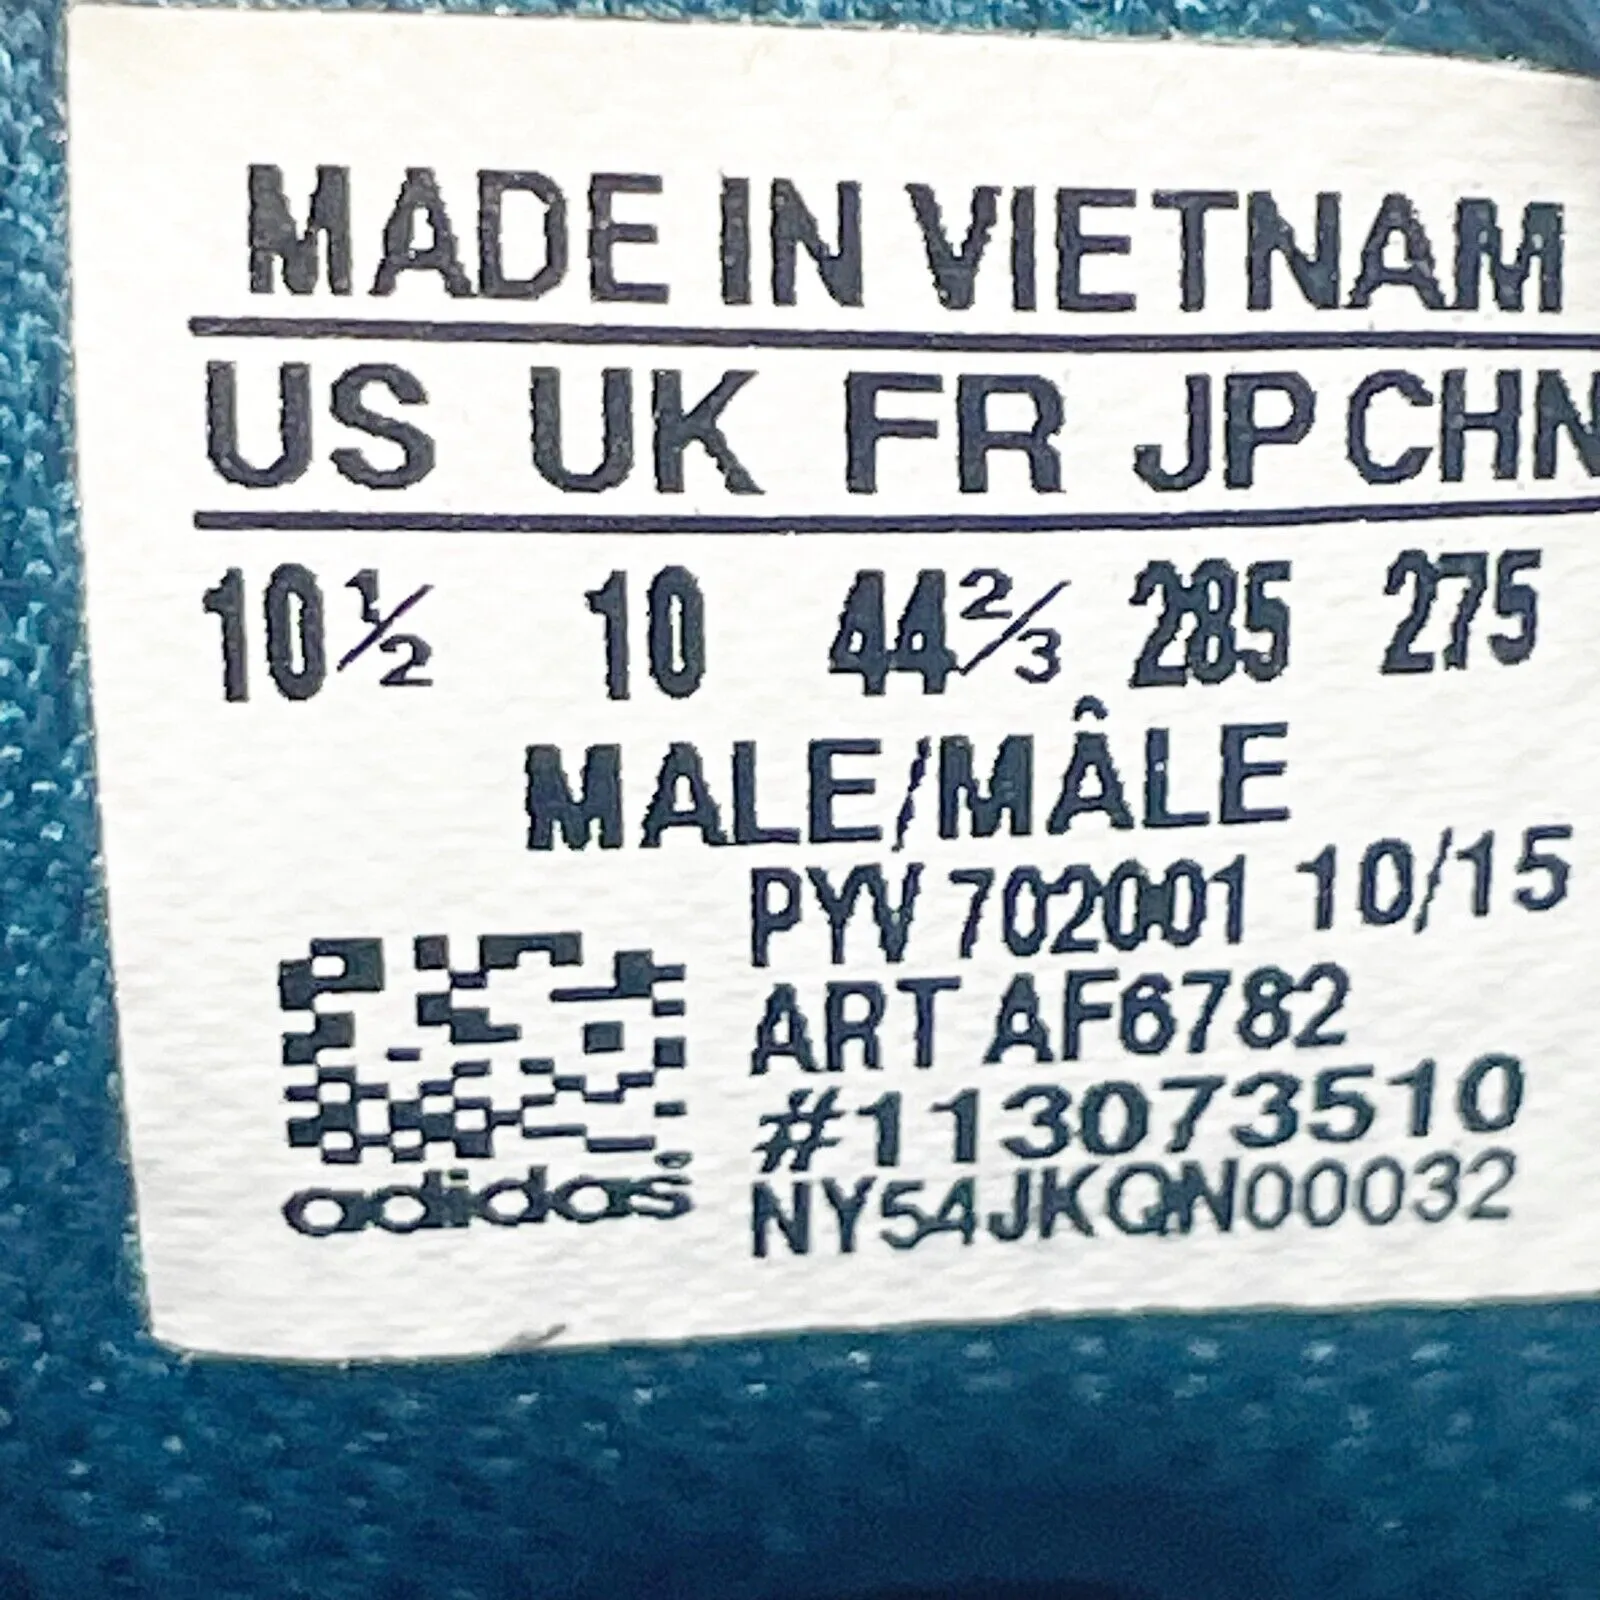 MADE IN VIETNAM
US UK FR JP CHN
10½ 10 44⅔ 285 275
MALE/MÂLE
PYV 702001 10/15
ART AF6782
#113073510
NY54JKQN00032
adidas